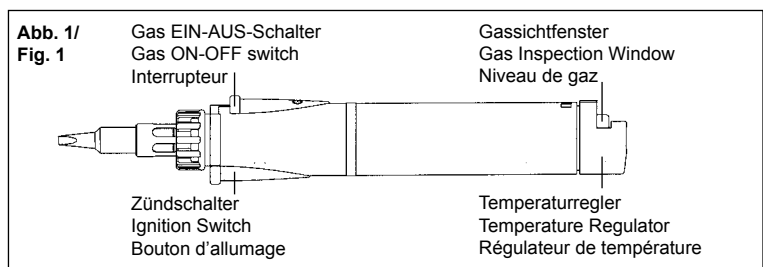 Abb. 1/
Fig. 1
Gas EIN-AUS-Schalter
Gas ON-OFF switch
Interrupteur
Gassichtfenster
Gas Inspection Window
Niveau de gaz
Zündschalter
Ignition Switch
Bouton d’allumage
Temperaturregler
Temperature Regulator
Régulateur de température